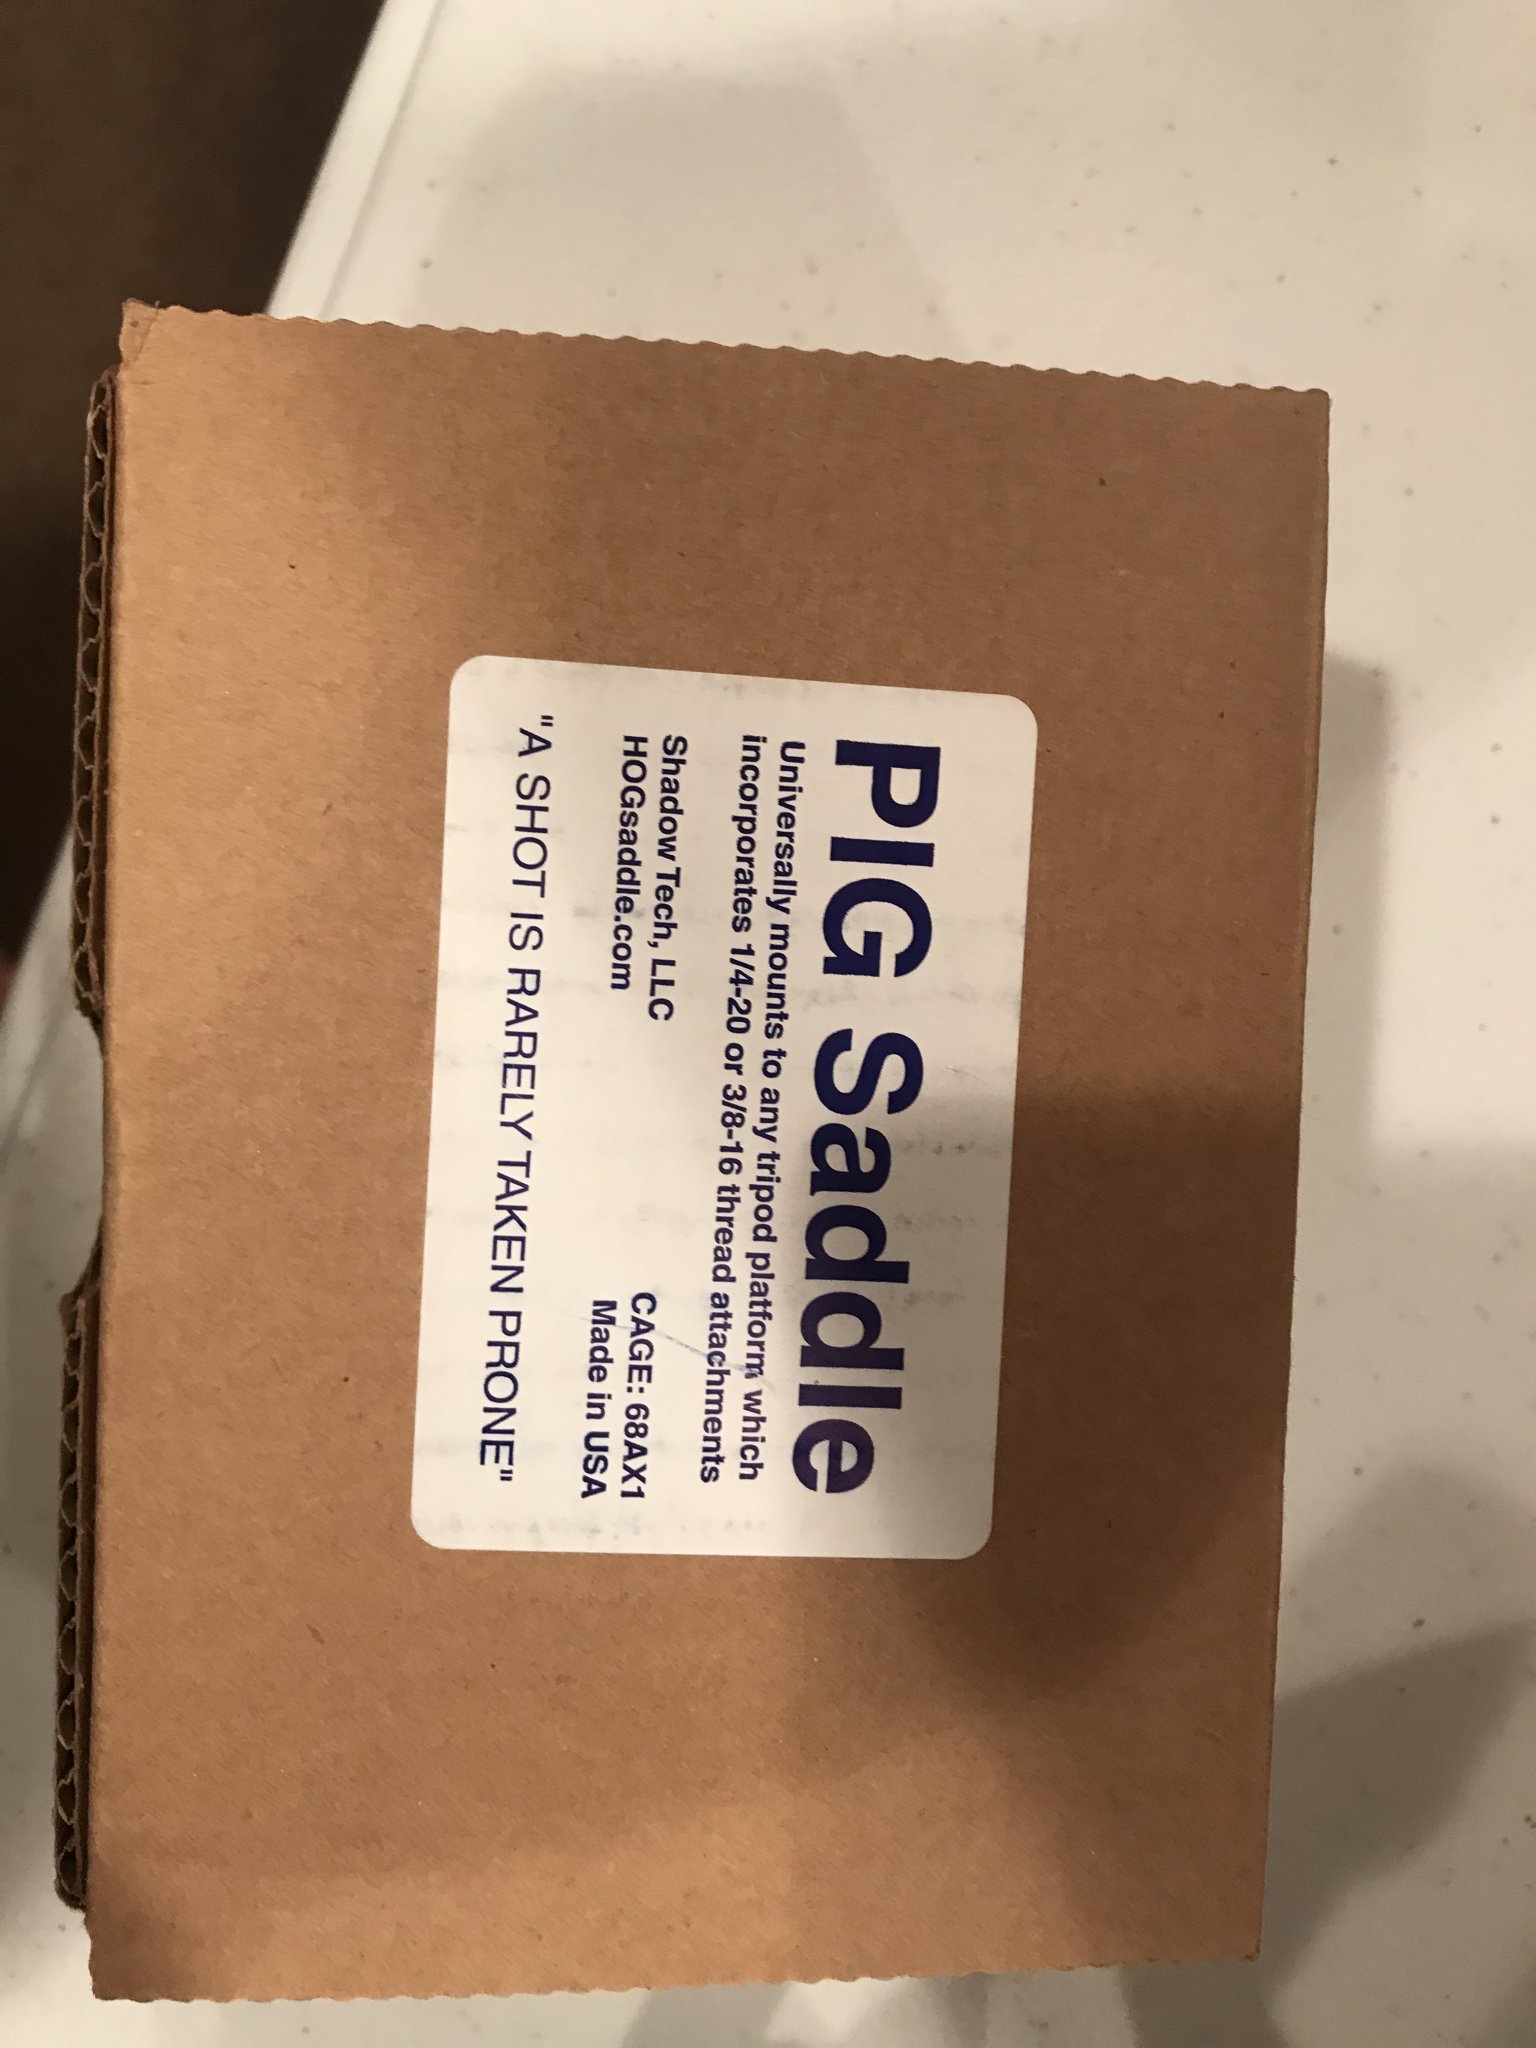 PIG Saddle
Universally mounts to any tripod platform which
incorporates 1/4-20 or 3/8-16 thread attachments
Shadow Tech, LLC
HOGsaddle.com
CAGE: 68AX1
Made in USA
"A SHOT IS RARELY TAKEN PRONE"